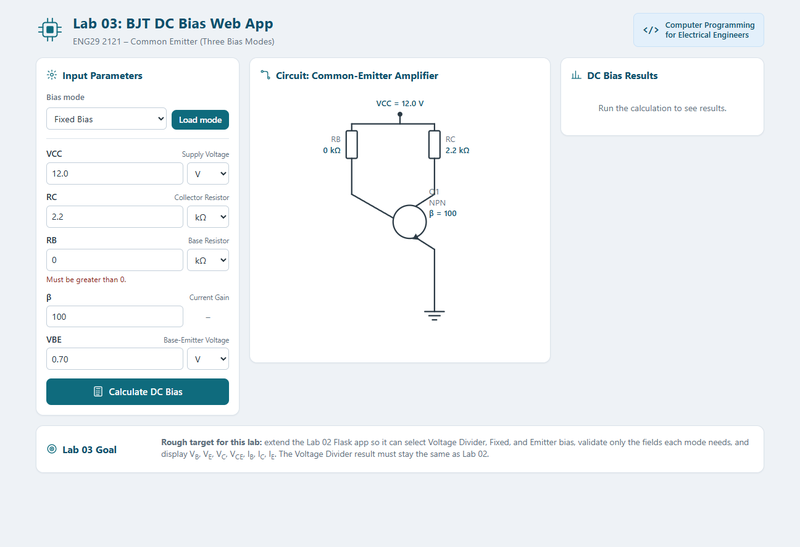 Lab 03: BJT DC Bias Web App
ENG29 2121 – Common Emitter (Three Bias Modes)
</> Computer Programming
for Electrical Engineers
Input Parameters
Bias mode
Fixed Bias
Load mode
VCC Supply Voltage
12.0 V
RC Collector Resistor
2.2 kΩ
RB Base Resistor
0 kΩ
Must be greater than 0.
β Current Gain
100 –
VBE Base-Emitter Voltage
0.70 V
Calculate DC Bias
Circuit: Common-Emitter Amplifier
VCC = 12.0 V
RB
0 kΩ
RC
2.2 kΩ
Q1
NPN
β = 100
DC Bias Results
Run the calculation to see results.
Lab 03 Goal
Rough target for this lab: extend the Lab 02 Flask app so it can select Voltage Divider, Fixed, and Emitter bias, validate only the fields each mode needs, and
display VB, VE, VC, VCE, IB, IC, IE. The Voltage Divider result must stay the same as Lab 02.